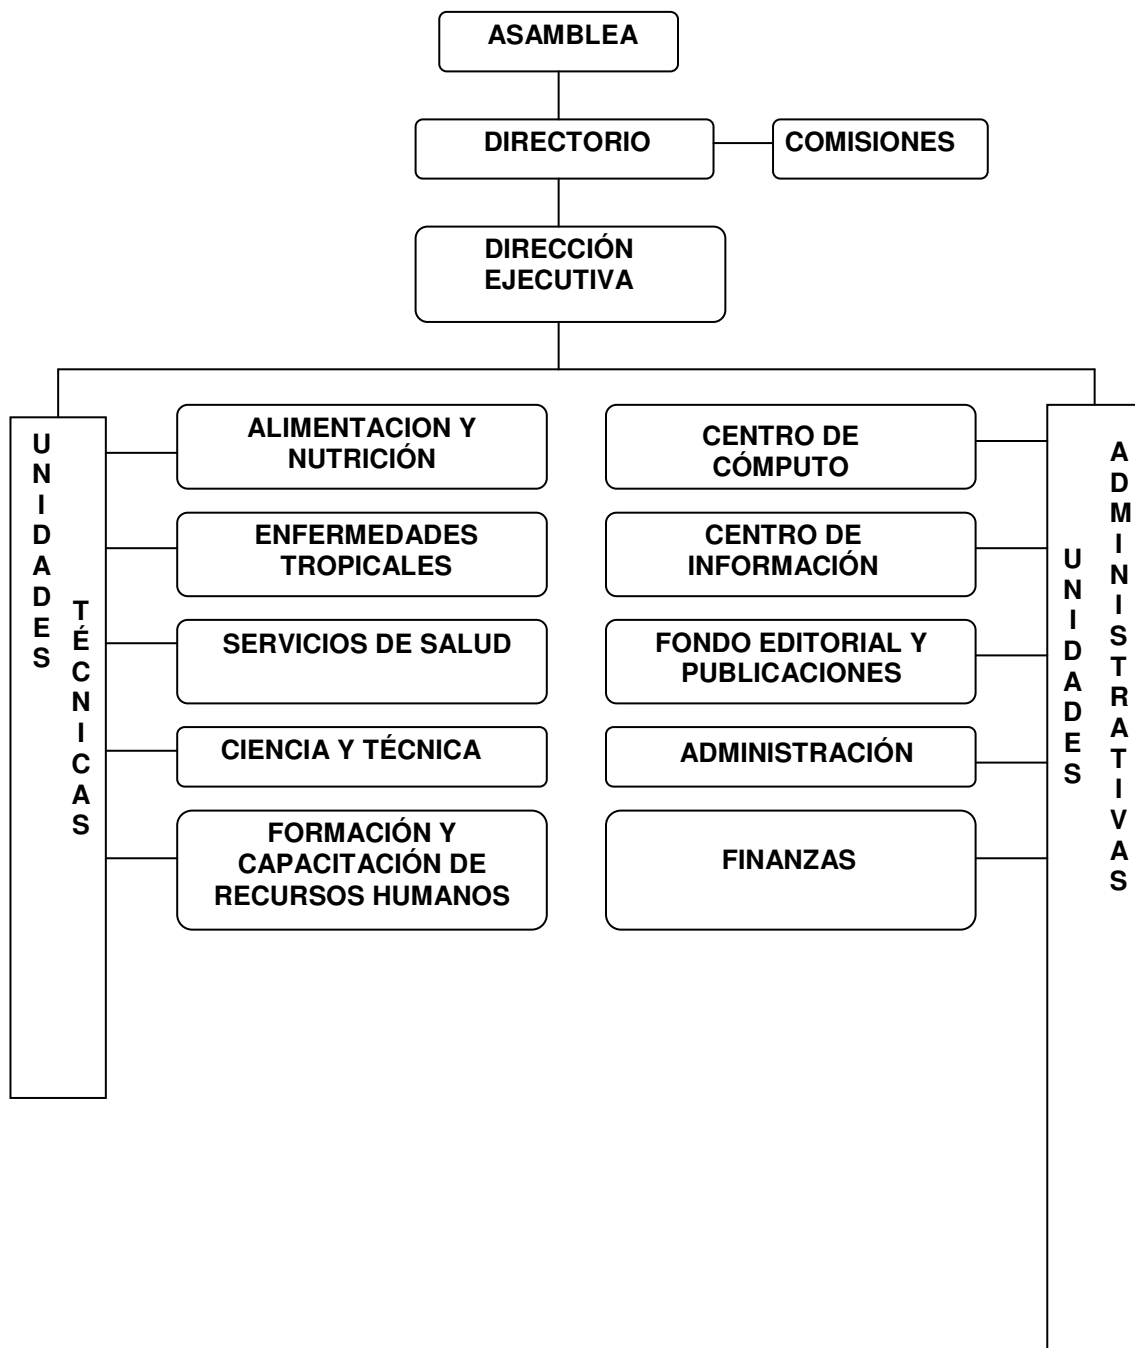 ASAMBLEA
DIRECTORIO
COMISIONES
DIRECCIÓN
EJECUTIVA
UNIDADES
TÉCNICAS
ALIMENTACION Y
NUTRICIÓN
ENFERMEDADES
TROPICALES
SERVICIOS DE SALUD
CIENCIA Y TÉCNICA
FORMACIÓN Y
CAPACITACIÓN DE
RECURSOS HUMANOS
CENTRO DE
CÓMPUTO
CENTRO DE
INFORMACIÓN
FONDO EDITORIAL Y
PUBLICACIONES
ADMINISTRACIÓN
FINANZAS
UNIDADES
ADMINISTRATIVAS